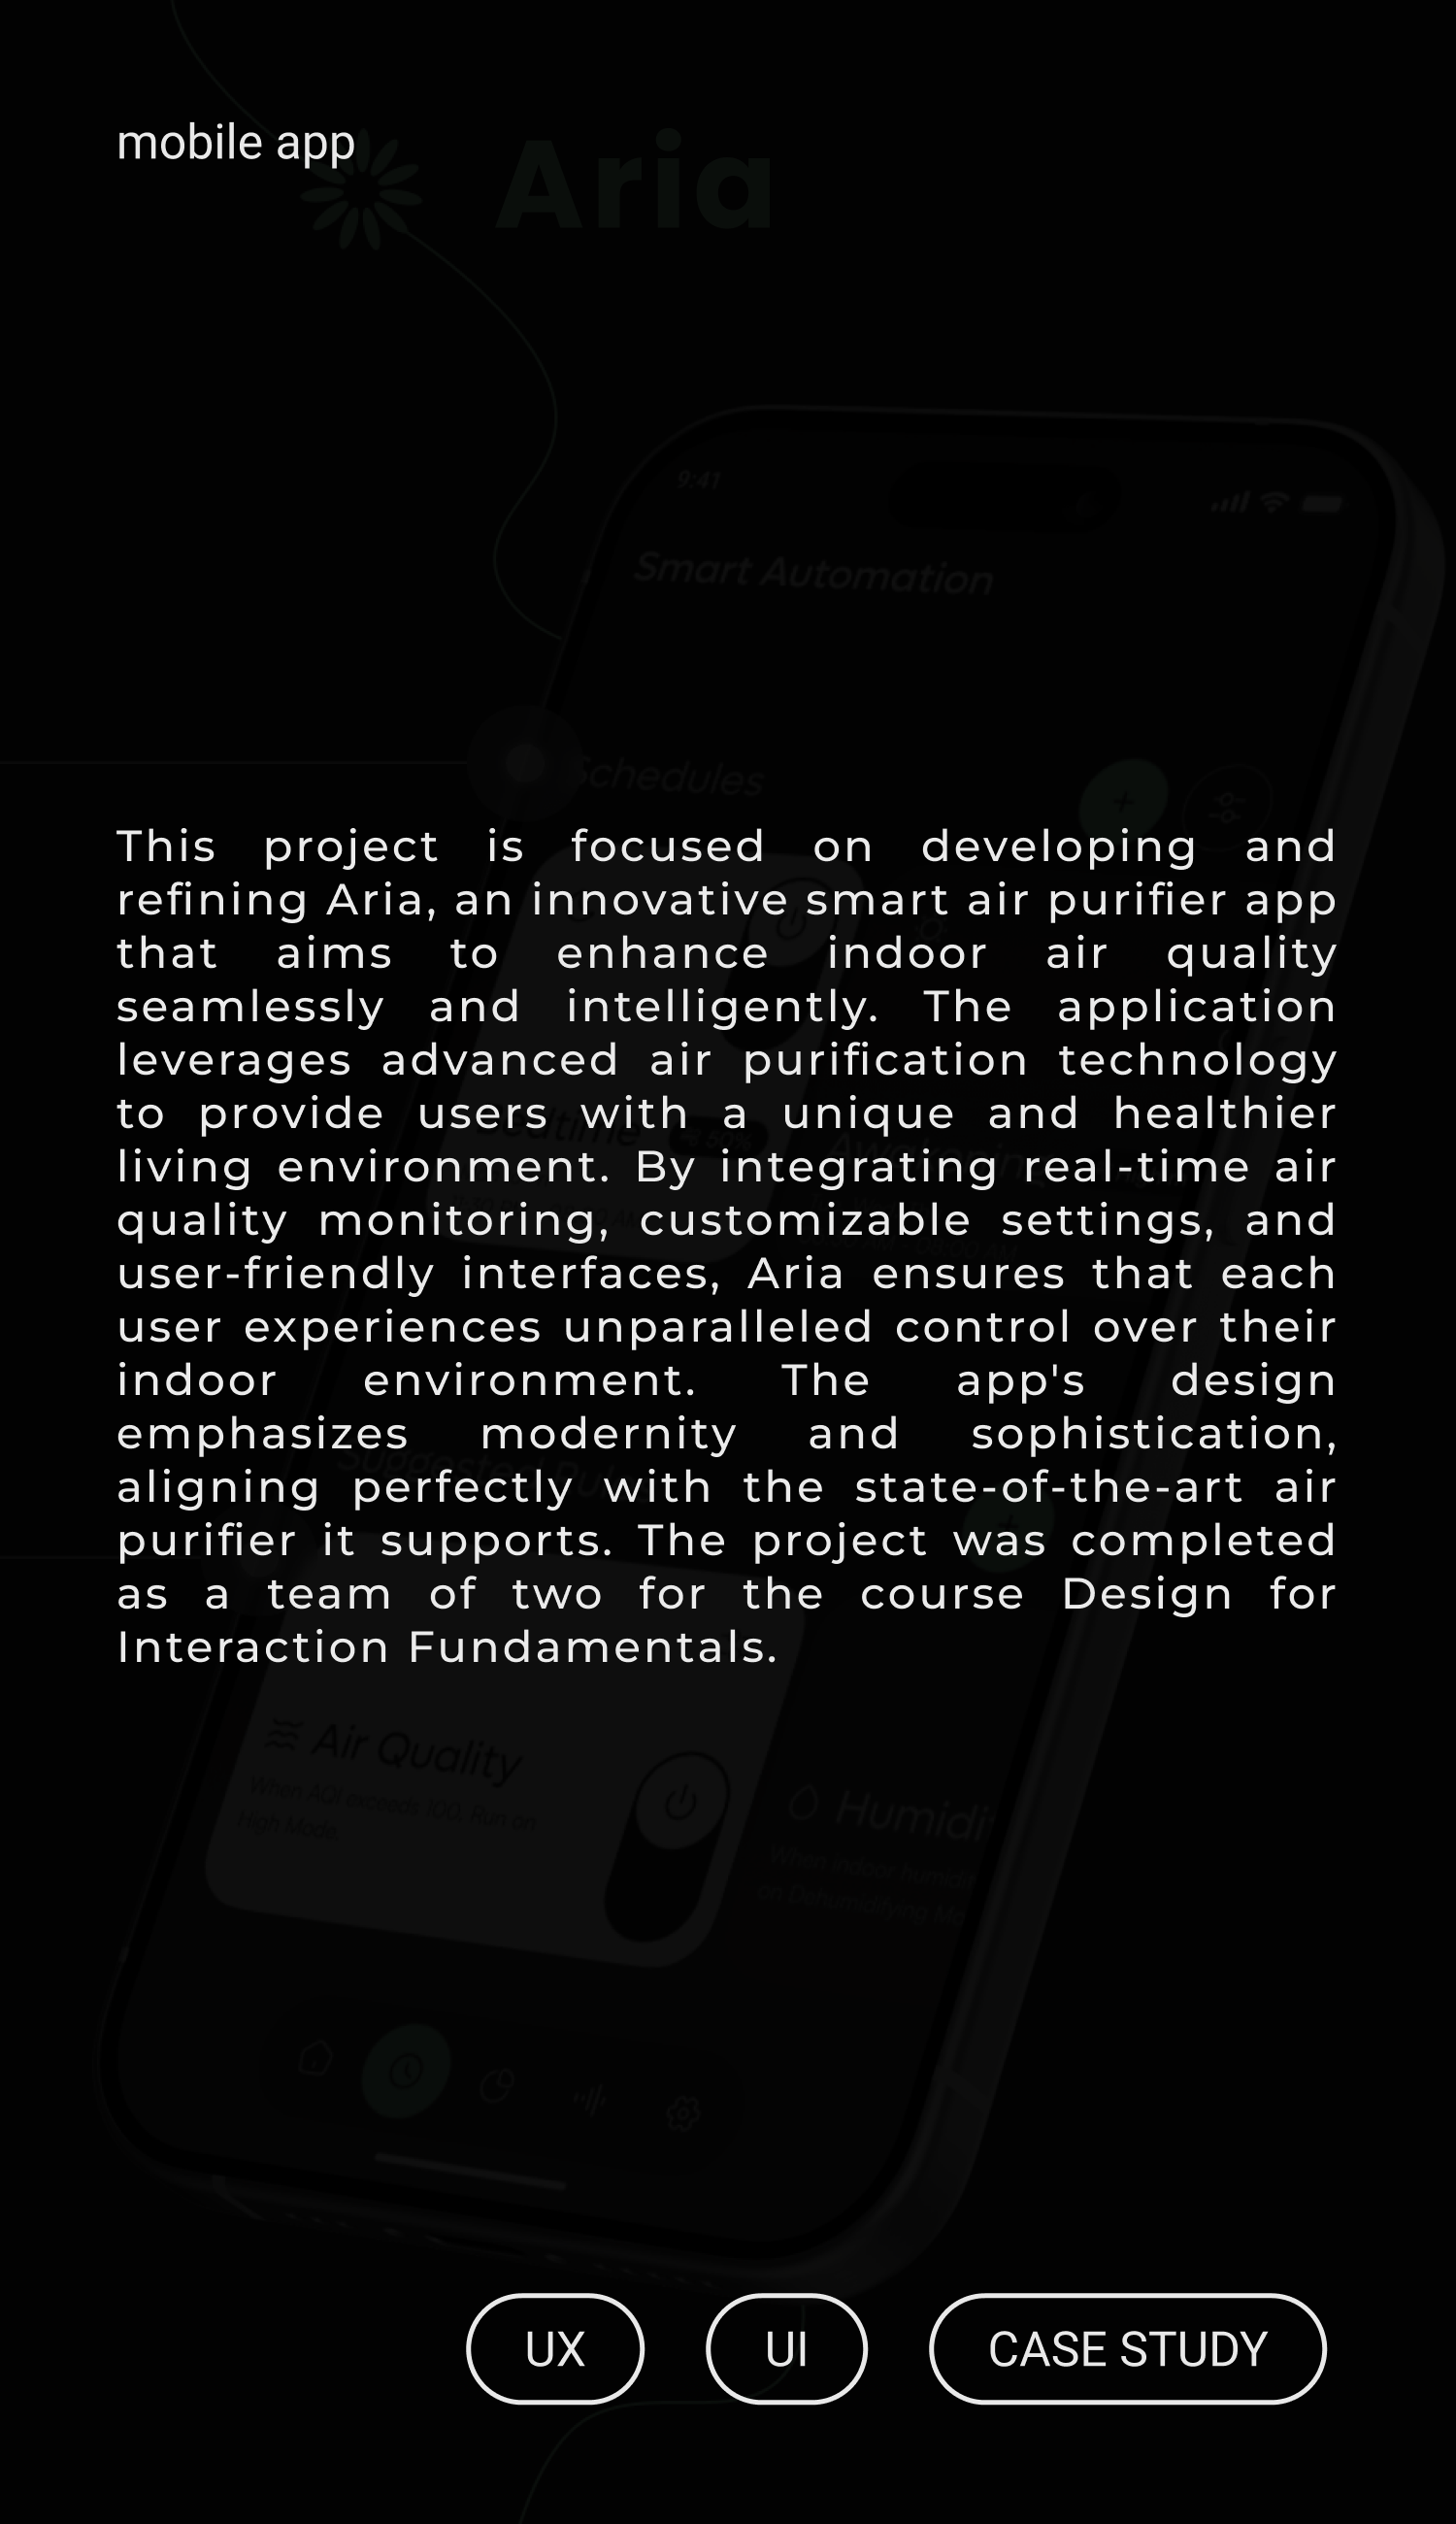 mobile app
Aria
9:41
Smart Automation
Schedules
This project is focused on developing and
refining Aria, an innovative smart air purifier app
that aims to enhance indoor air quality
seamlessly and intelligently. The application
leverages advanced air purification technology
to provide users with a unique and healthier
living environment. By integrating real-time air
quality monitoring, customizable settings, and
user-friendly interfaces, Aria ensures that each
user experiences unparalleled control over their
indoor environment. The app's design
emphasizes modernity and sophistication,
aligning perfectly with the state-of-the-art air
purifier it supports. The project was completed
as a team of two for the course Design for
Interaction Fundamentals.
Air Quality
When AQI exceeds 100, Run on
High Mode.
Humidi
When indoor humidi
on Dehumidifying Mo
UX
UI
CASE STUDY